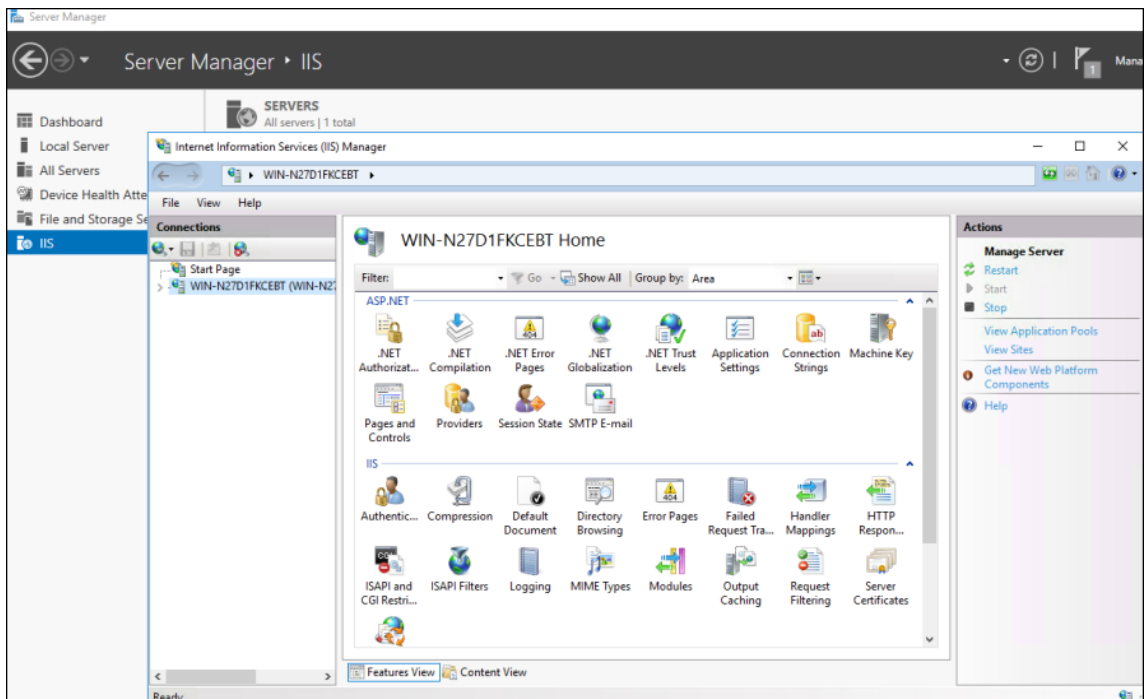 Server Manager
Server Manager ‣ IIS
1
Mana
Dashboard
Local Server
All Servers
Device Health Atte
File and Storage Se
IIS
SERVERS
All servers | 1 total
Internet Information Services (IIS) Manager
WIN-N27D1FKCEBT
File View Help
Connections
Start Page
WIN-N27D1FKCEBT (WIN-N27
WIN-N27D1FKCEBT Home
Filter: Go Show All Group by: Area
ASP.NET
.NET Authorizat...
.NET Compilation
.NET Error Pages
.NET Globalization
.NET Trust Levels
Application Settings
Connection Strings
Machine Key
Pages and Controls
Providers
Session State
SMTP E-mail
IIS
Authentic...
Compression
Default Document
Directory Browsing
Error Pages
Failed Request Tra...
Handler Mappings
HTTP Respon...
ISAPI and CGI Restri...
ISAPI Filters
Logging
MIME Types
Modules
Output Caching
Request Filtering
Server Certificates
Features View
Content View
Actions
Manage Server
Restart
Start
Stop
View Application Pools
View Sites
Get New Web Platform
Components
Help
Ready